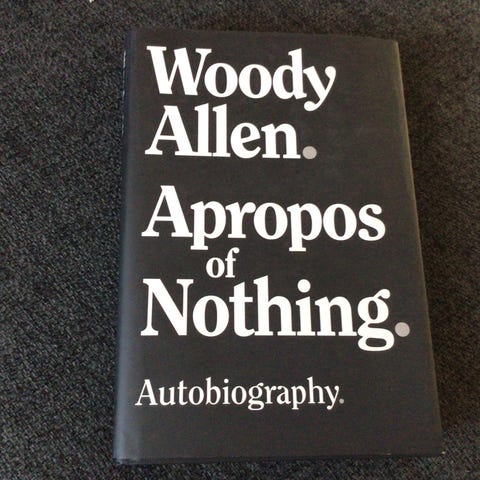 Woody
Allen.
Apropos
of
Nothing.
Autobiography.